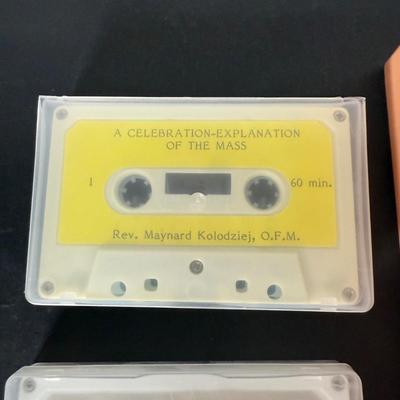 A CELEBRATION-EXPLANATION
OF THE MASS
1 60 min.
Rev. Maynard Kolodziej, O.F.M.